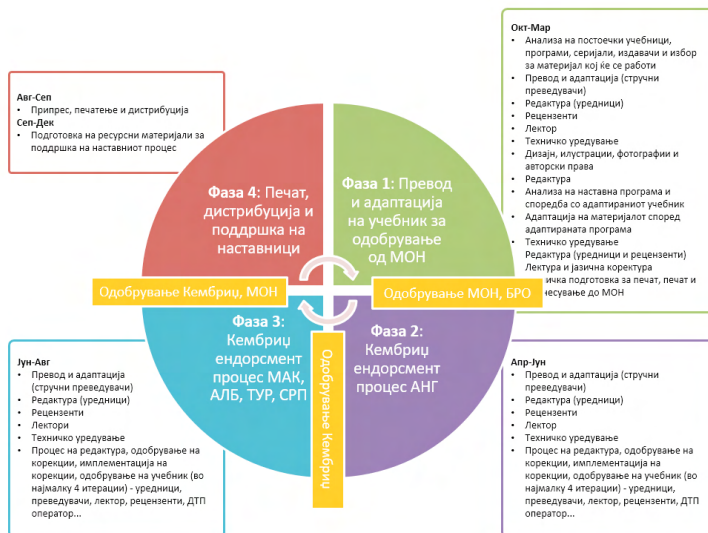 Окт-Мар
• Анализа на постоечки учебници,
програми, серијали, издавачи и избор
за материјал кој ќе се работи
• Превод и адаптација (стручни
преведувачи)
• Редактура (уредници)
• Рецензенти
• Лектор
• Техничко уредување
• Дизајн, илустрации, фотографии и
авторски права
• Редактура
• Анализа на наставна програма и
споредба со адаптираниот учебник
• Адаптација на материјалот според
адаптираната програма
• Техничко уредување
Редактура (уредници и рецензенти)
Лектура и јазична коректура
ичка подготовка за печат, печат и
несување до МОН
Авг-Сеп
• Припрес, печатење и дистрибуција
Сеп-Дек
• Подготовка на ресурсни материјали за
поддршка на наставниот процес
Фаза 4: Печат,
дистрибуција и
поддршка на
наставници
Фаза 1: Превод
и адаптација
на учебник за
одобрување
од МОН
Одобрување Кембриџ, МОН
Одобрување МОН, БРО
Фаза 3:
Кембриџ
ендорсмент
процес МАК,
АЛБ, ТУР, СРП
Фаза 2:
Кембриџ
ендорсмент
процес АНГ
Одобрување Кембриџ
Јун-Авг
• Превод и адаптација
(стручни преведувачи)
• Редактура (уредници)
• Рецензенти
• Лектори
• Техничко уредување
• Процес на редактура, одобрување на
корекции, имплементација на
корекции, одобрување на учебник (во
најмалку 4 итерации) - уредници,
преведувачи, лектор, рецензенти, ДТП
оператор...
Апр-Јун
• Превод и адаптација (стручни
преведувачи)
• Редактура (уредници)
• Рецензенти
• Лектор
• Техничко уредување
• Процес на редактура, одобрување на
корекции, имплементација на
корекции, одобрување на учебник (во
најмалку 4 итерации) - уредници,
преведувачи, лектор, рецензенти, ДТП
оператор...